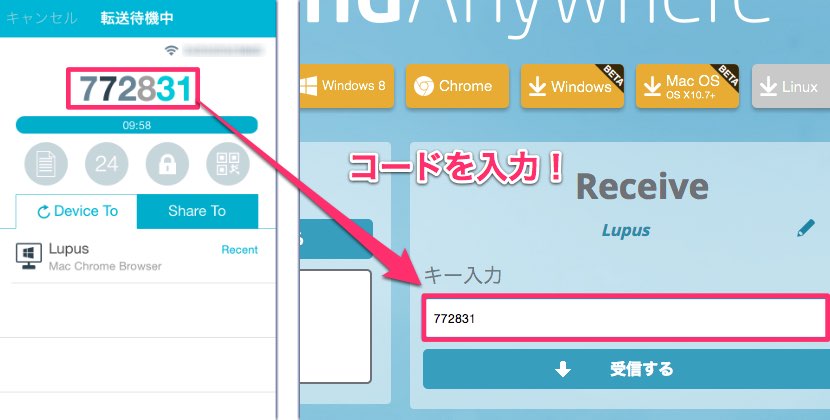 キャンセル 転送待機中
772831
09:58
24
Device To
Share To
Lupus
Recent
Mac Chrome Browser
Anywhere
Windows 8
Chrome
Windows
BETA
Mac OS
OS X10.7+
BETA
Linux
コードを入力！
Receive
Lupus
キー入力
772831
受信する